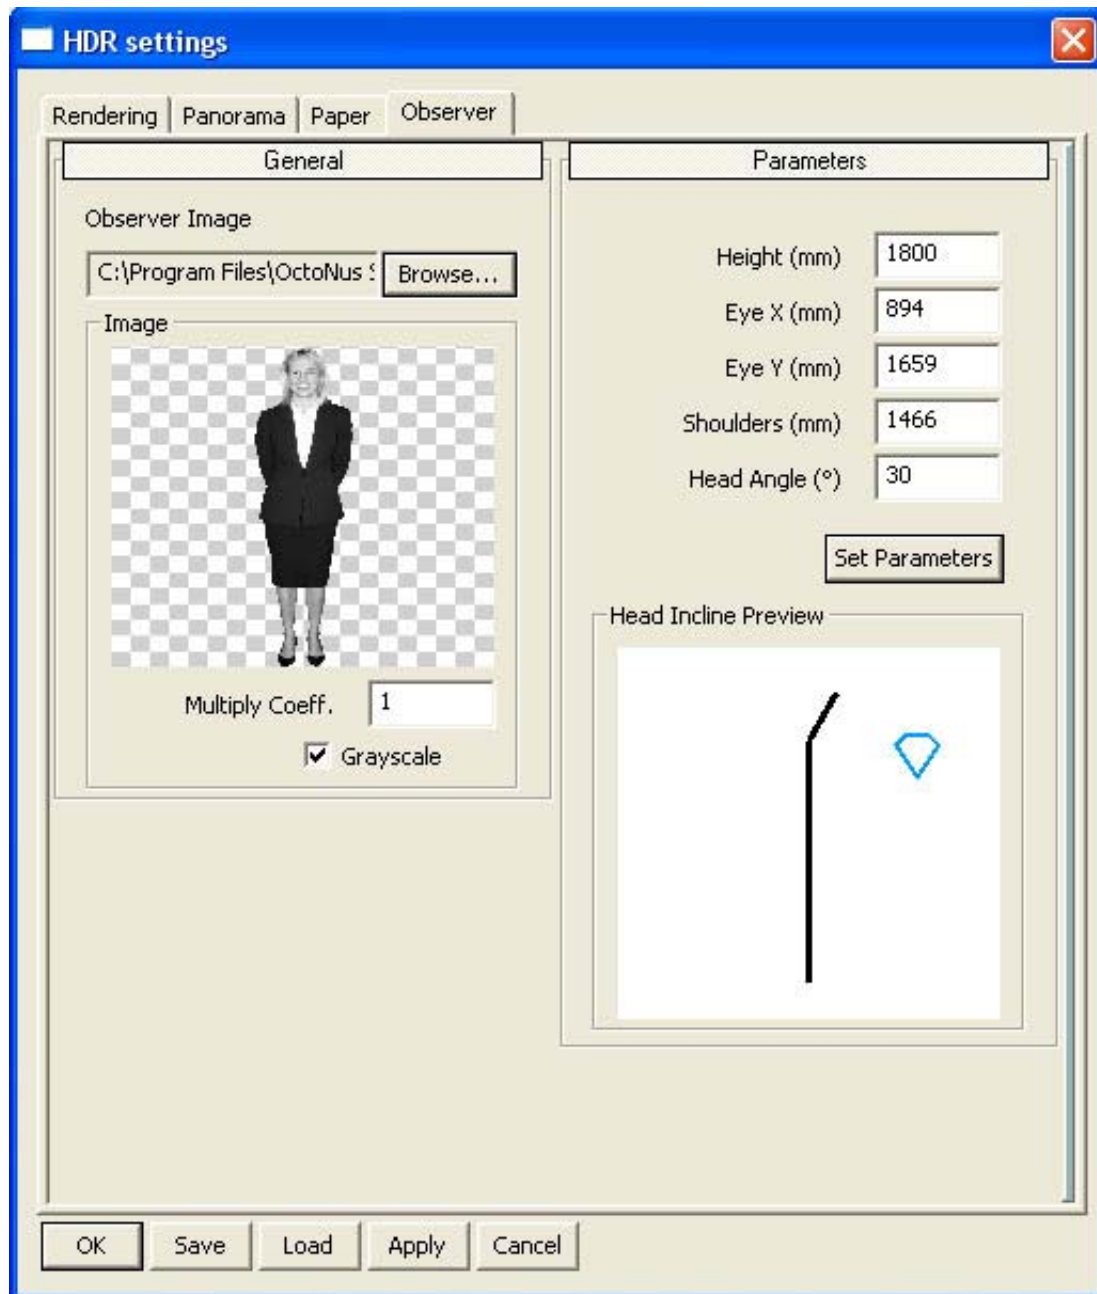 HDR settings
Rendering Panorama Paper Observer
General
Observer Image
C:\Program Files\OctoNus S Browse...
Image
Multiply Coeff. 1
Grayscale
Parameters
Height (mm) 1800
Eye X (mm) 894
Eye Y (mm) 1659
Shoulders (mm) 1466
Head Angle (°) 30
Set Parameters
Head Incline Preview
OK Save Load Apply Cancel